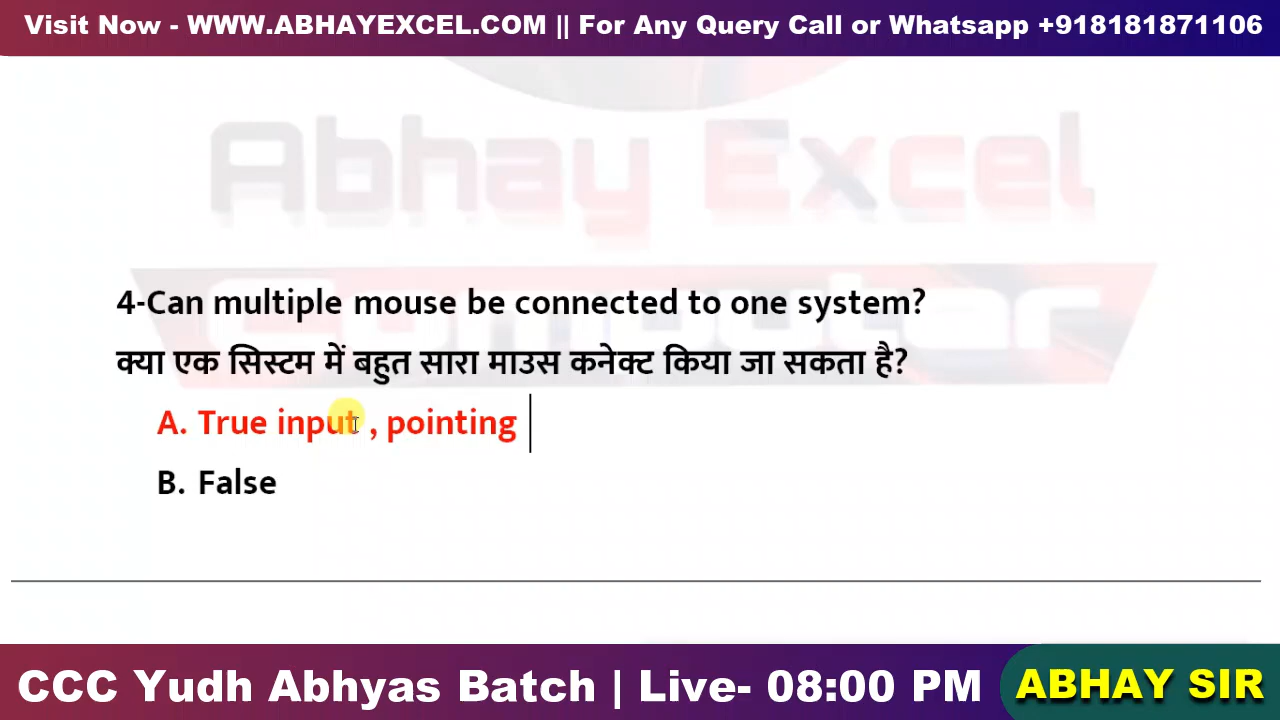 Visit Now - WWW.ABHAYEXCEL.COM || For Any Query Call or Whatsapp +918181871106
Abhay Excel
Computar
4-Can multiple mouse be connected to one system?
क्या एक सिस्टम में बहुत सारा माउस कनेक्ट किया जा सकता है?
A. True input , pointing
B. False
CCC Yudh Abhyas Batch | Live- 08:00 PM
ABHAY SIR